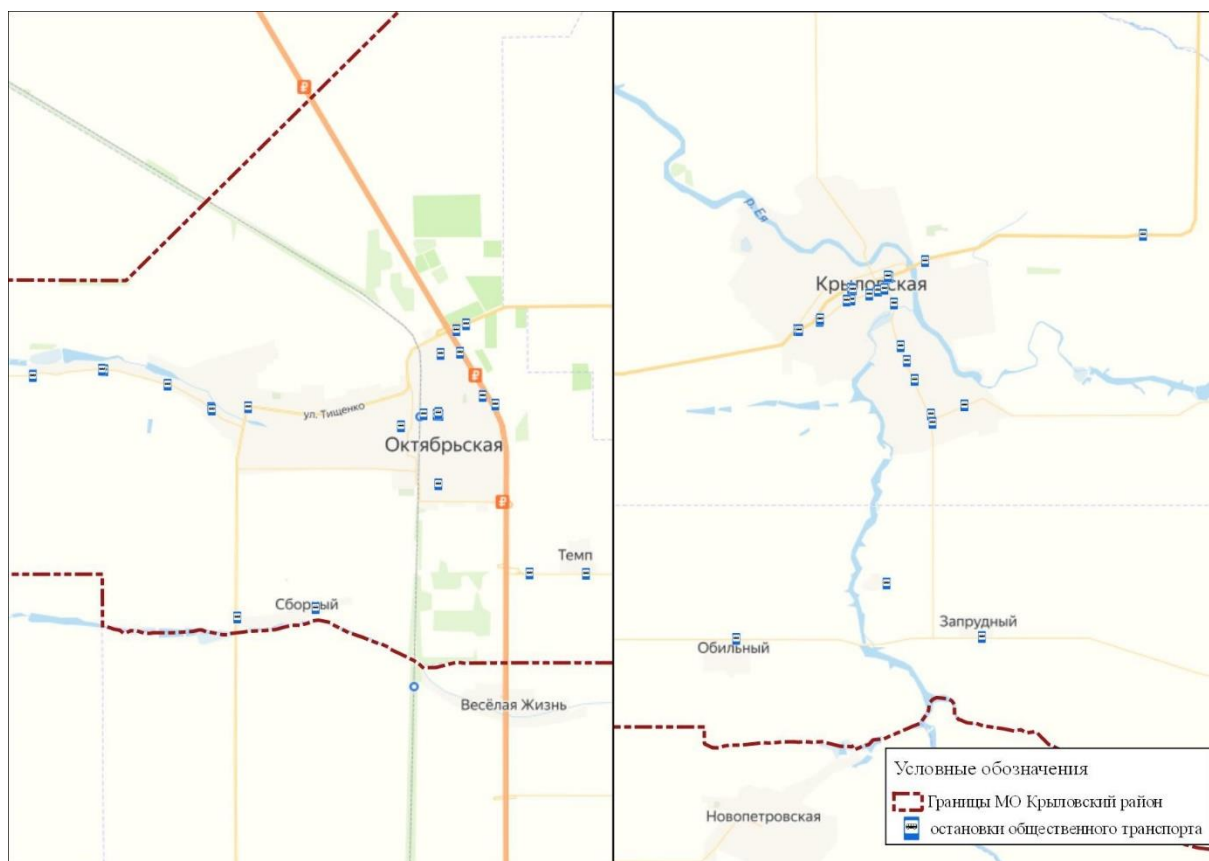 ул. Тищенко
Октябрьская
Темп
Сборный
Весёлая Жизнь
р. Ея
Крыловская
Запрудный
Обильный
Новопетровская
Условные обозначения
Границы МО Крыловский район
остановки общественного транспорта